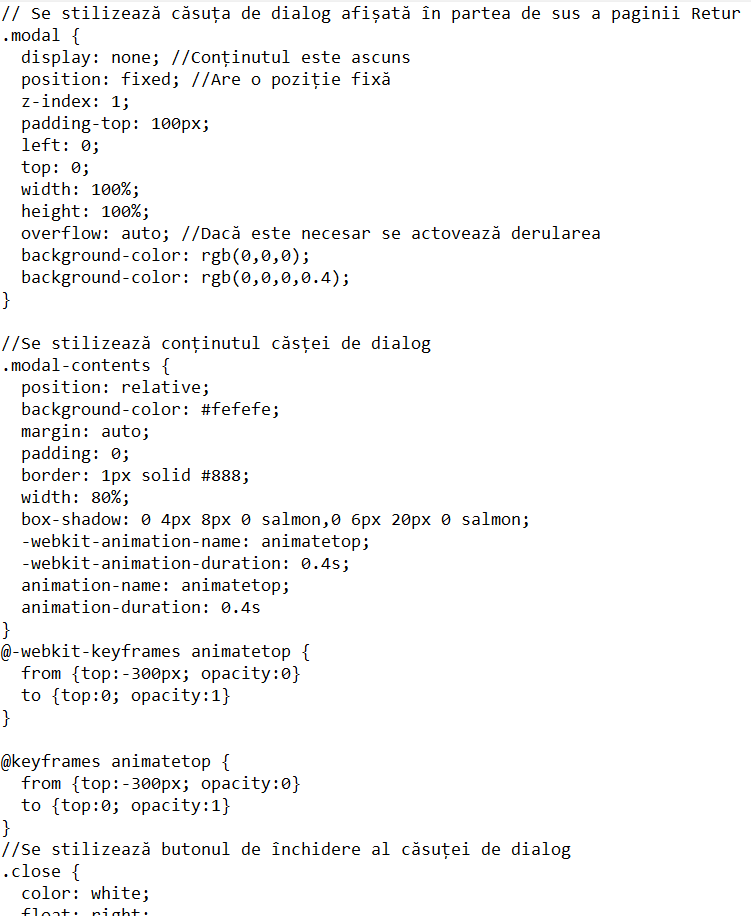 // Se stilizează căsuța de dialog afișată în partea de sus a paginii Retur
.modal {
  display: none; //Conținutul este ascuns
  position: fixed; //Are o poziție fixă
  z-index: 1;
  padding-top: 100px;
  left: 0;
  top: 0;
  width: 100%;
  height: 100%;
  overflow: auto; //Dacă este necesar se actovează derularea
  background-color: rgb(0,0,0);
  background-color: rgb(0,0,0,0.4);
}

//Se stilizează conținutul căsței de dialog
.modal-contents {
  position: relative;
  background-color: #fefefe;
  margin: auto;
  padding: 0;
  border: 1px solid #888;
  width: 80%;
  box-shadow: 0 4px 8px 0 salmon,0 6px 20px 0 salmon;
  -webkit-animation-name: animatetop;
  -webkit-animation-duration: 0.4s;
  animation-name: animatetop;
  animation-duration: 0.4s
}
@-webkit-keyframes animatetop {
  from {top:-300px; opacity:0}
  to {top:0; opacity:1}
}

@keyframes animatetop {
  from {top:-300px; opacity:0}
  to {top:0; opacity:1}
}
//Se stilizează butonul de închidere al căsuței de dialog
.close {
  color: white;
  float: right;